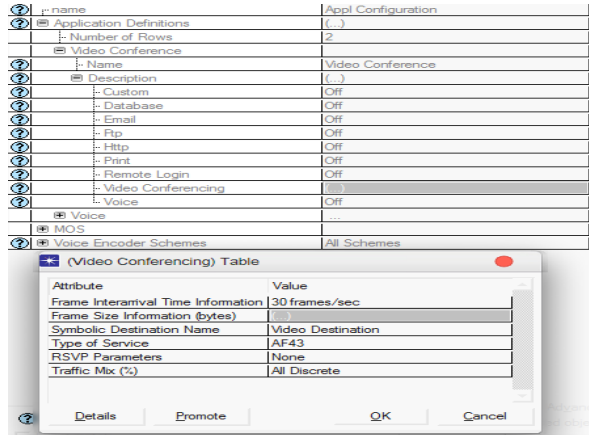 name Appl Configuration
Application Definitions (...)
Number of Rows 2
Video Conference
Name Video Conference
Description (...)
Custom Off
Database Off
Email Off
Ftp Off
Http Off
Print Off
Remote Login Off
Video Conferencing (...)
Voice Off
Voice ...
MOS
Voice Encoder Schemes All Schemes
(Video Conferencing) Table
Attribute Value
Frame Interarrival Time Information 30 frames/sec
Frame Size Information (bytes) (...)
Symbolic Destination Name Video Destination
Type of Service AF43
RSVP Parameters None
Traffic Mix (%) All Discrete
Details Promote OK Cancel